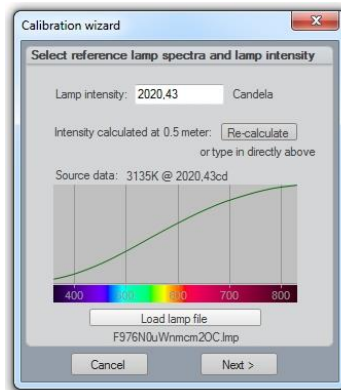 Calibration wizard
Select reference lamp spectra and lamp intensity
Lamp intensity: 2020,43 Candela
Intensity calculated at 0.5 meter: Re-calculate
or type in directly above
Source data: 3135K @ 2020,43cd
400 500 600 700 800
Load lamp file
F976N0uWnmcm2OC.lmp
Cancel Next >